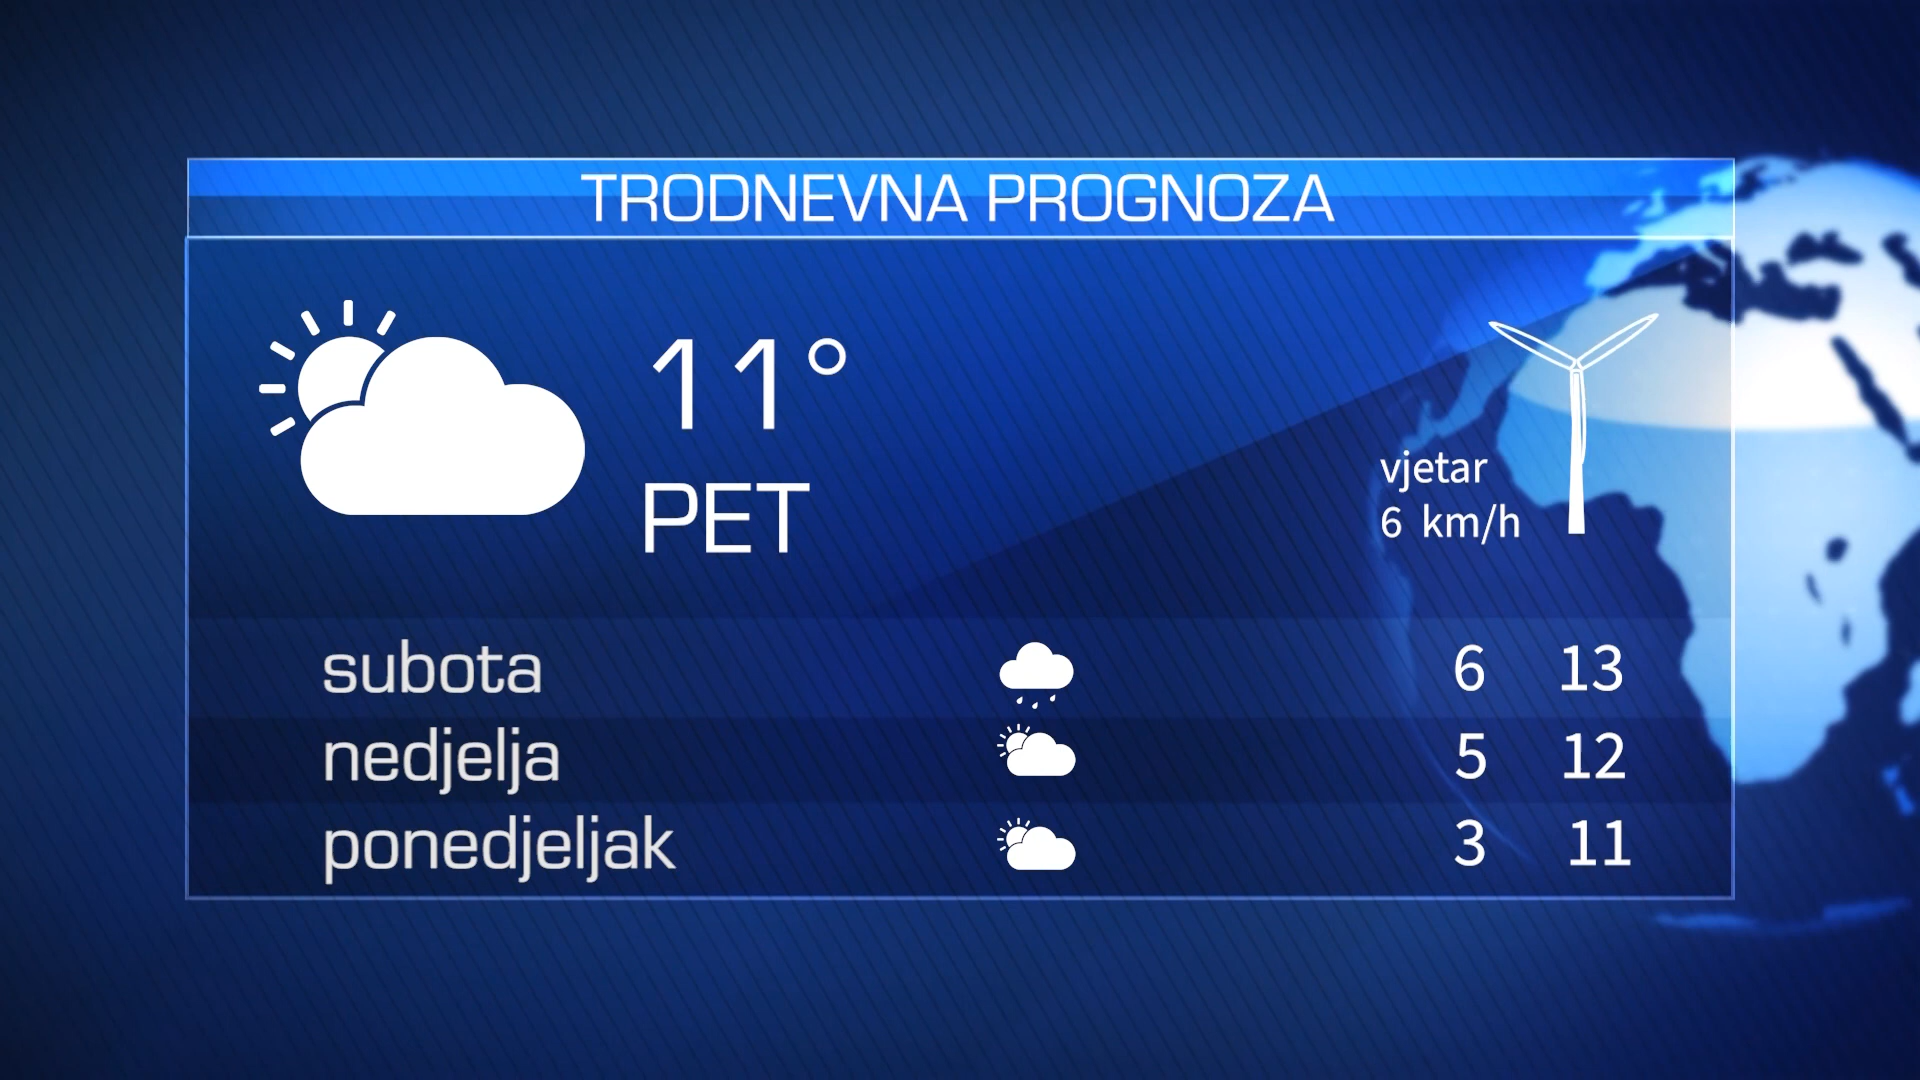 TRODNEVNA PROGNOZA
11°
PET
vjetar
6 km/h
subota 6 13
nedjelja 5 12
ponedjeljak 3 11